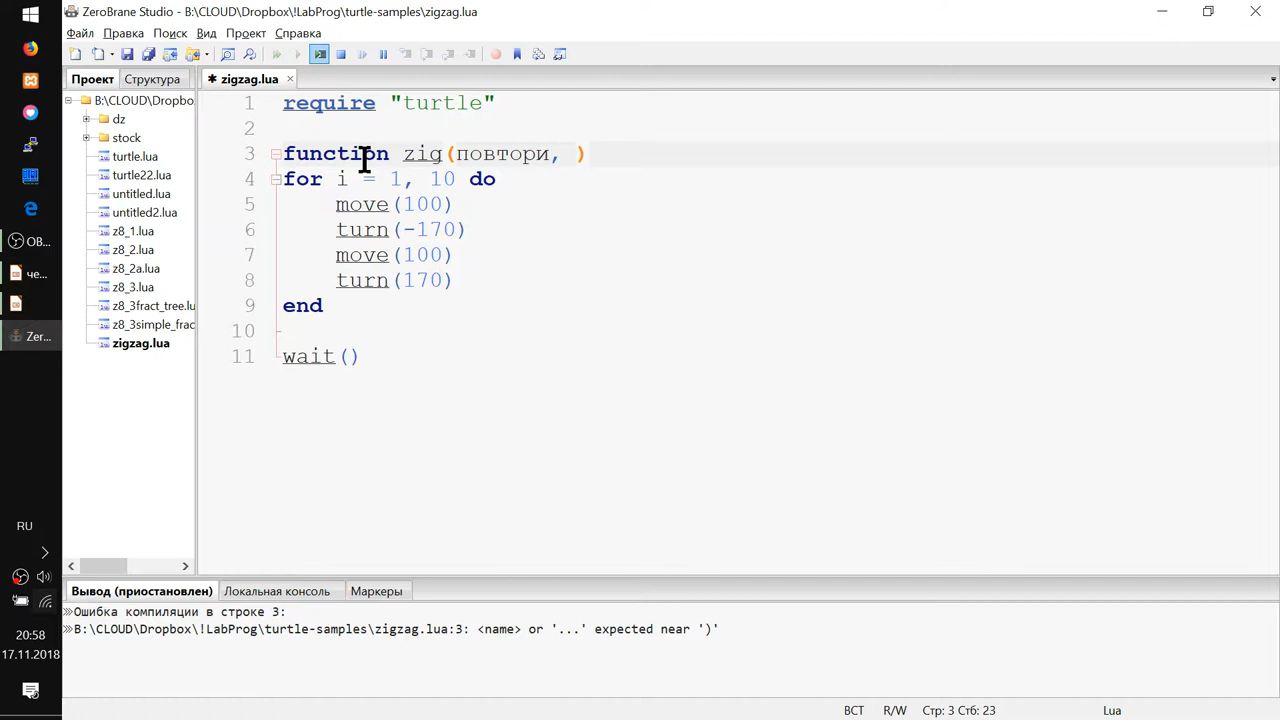 ZeroBrane Studio - B:\CLOUD\Dropbox\!LabProg\turtle-samples\zigzag.lua
Файл Правка Поиск Вид Проект Справка
Проект Структура
✱ zigzag.lua
B:\CLOUD\Dropbo
dz
stock
turtle.lua
turtle22.lua
untitled.lua
untitled2.lua
z8_1.lua
z8_2.lua
z8_2a.lua
z8_3.lua
z8_3fract_tree.lu
z8_3simple_frac
zigzag.lua
1 require "turtle"
2
3 function zig(повтори, )
4 for i = 1, 10 do
5 move(100)
6 turn(-170)
7 move(100)
8 turn(170)
9 end
10
11 wait()
Вывод (приостановлен) Локальная консоль Маркеры
Ошибка компиляции в строке 3:
B:\CLOUD\Dropbox\!LabProg\turtle-samples\zigzag.lua:3: <name> or '...' expected near ')'
ВСТ R/W Стр: 3 Стб: 23 Lua
OB...
че...
Zer...
RU
20:58
17.11.2018